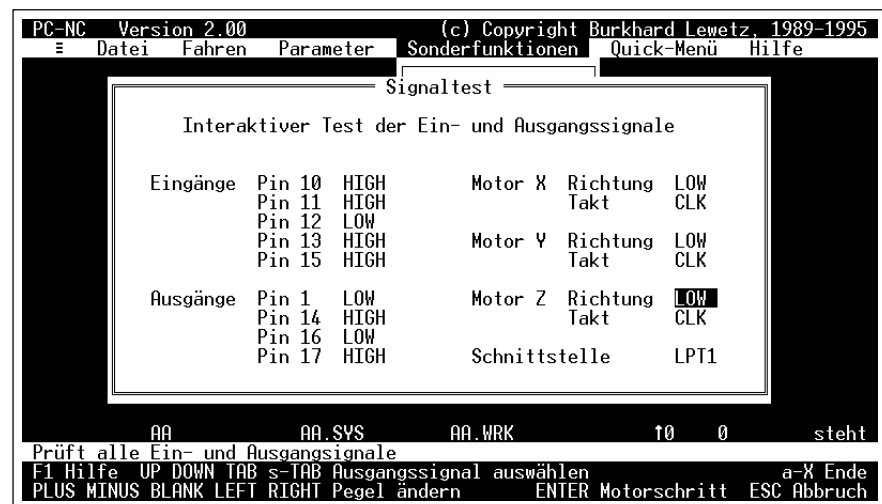 PC-NC Version 2.00 (c) Copyright Burkhard Lewetz, 1989-1995
≡ Datei Fahren Parameter Sonderfunktionen Quick-Menü Hilfe
Signaltest
Interaktiver Test der Ein- und Ausgangssignale
Eingänge Pin 10 HIGH Motor X Richtung LOW
Pin 11 HIGH Takt CLK
Pin 12 LOW
Pin 13 HIGH Motor Y Richtung LOW
Pin 15 HIGH Takt CLK
Ausgänge Pin 1 LOW Motor Z Richtung LOW
Pin 14 HIGH Takt CLK
Pin 16 LOW
Pin 17 HIGH Schnittstelle LPT1
AA AA.SYS AA.WRK ↑0 0 steht
Prüft alle Ein- und Ausgangsignale
F1 Hilfe UP DOWN TAB s-TAB Ausgangssignal auswählen a-X Ende
PLUS MINUS BLANK LEFT RIGHT Pegel ändern ENTER Motorschritt ESC Abbruch